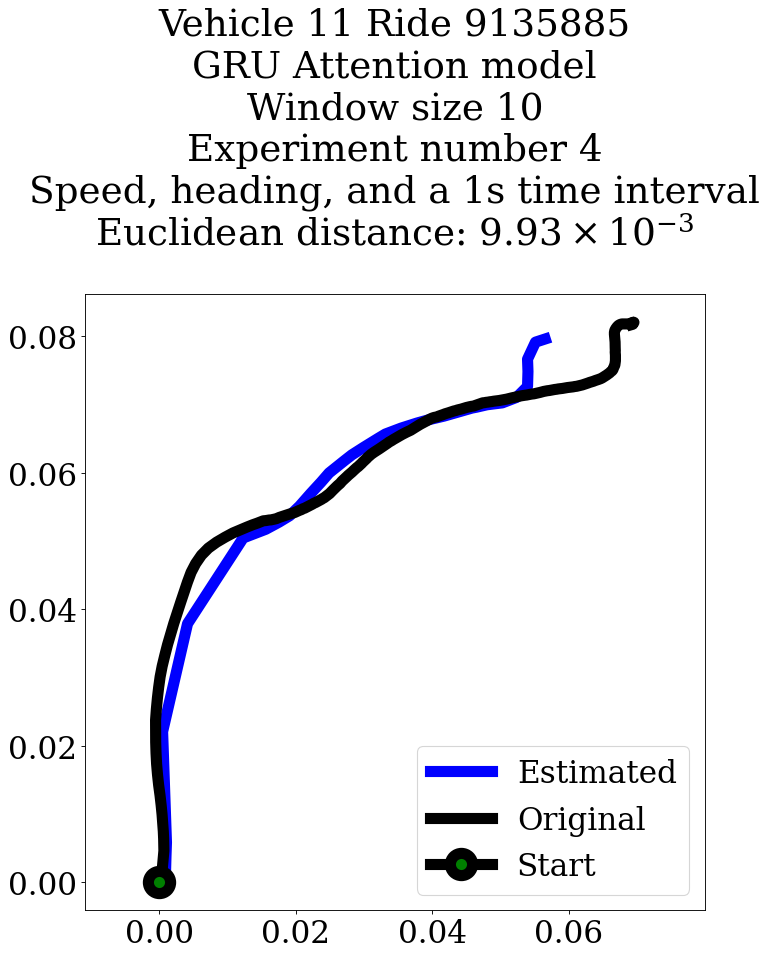 Vehicle 11 Ride 9135885
GRU Attention model
Window size 10
Experiment number 4
Speed, heading, and a 1s time interval
Euclidean distance: 9.93 × 10⁻³
0.08
0.06
0.04
0.02
0.00
Estimated
Original
Start
0.00 0.02 0.04 0.06